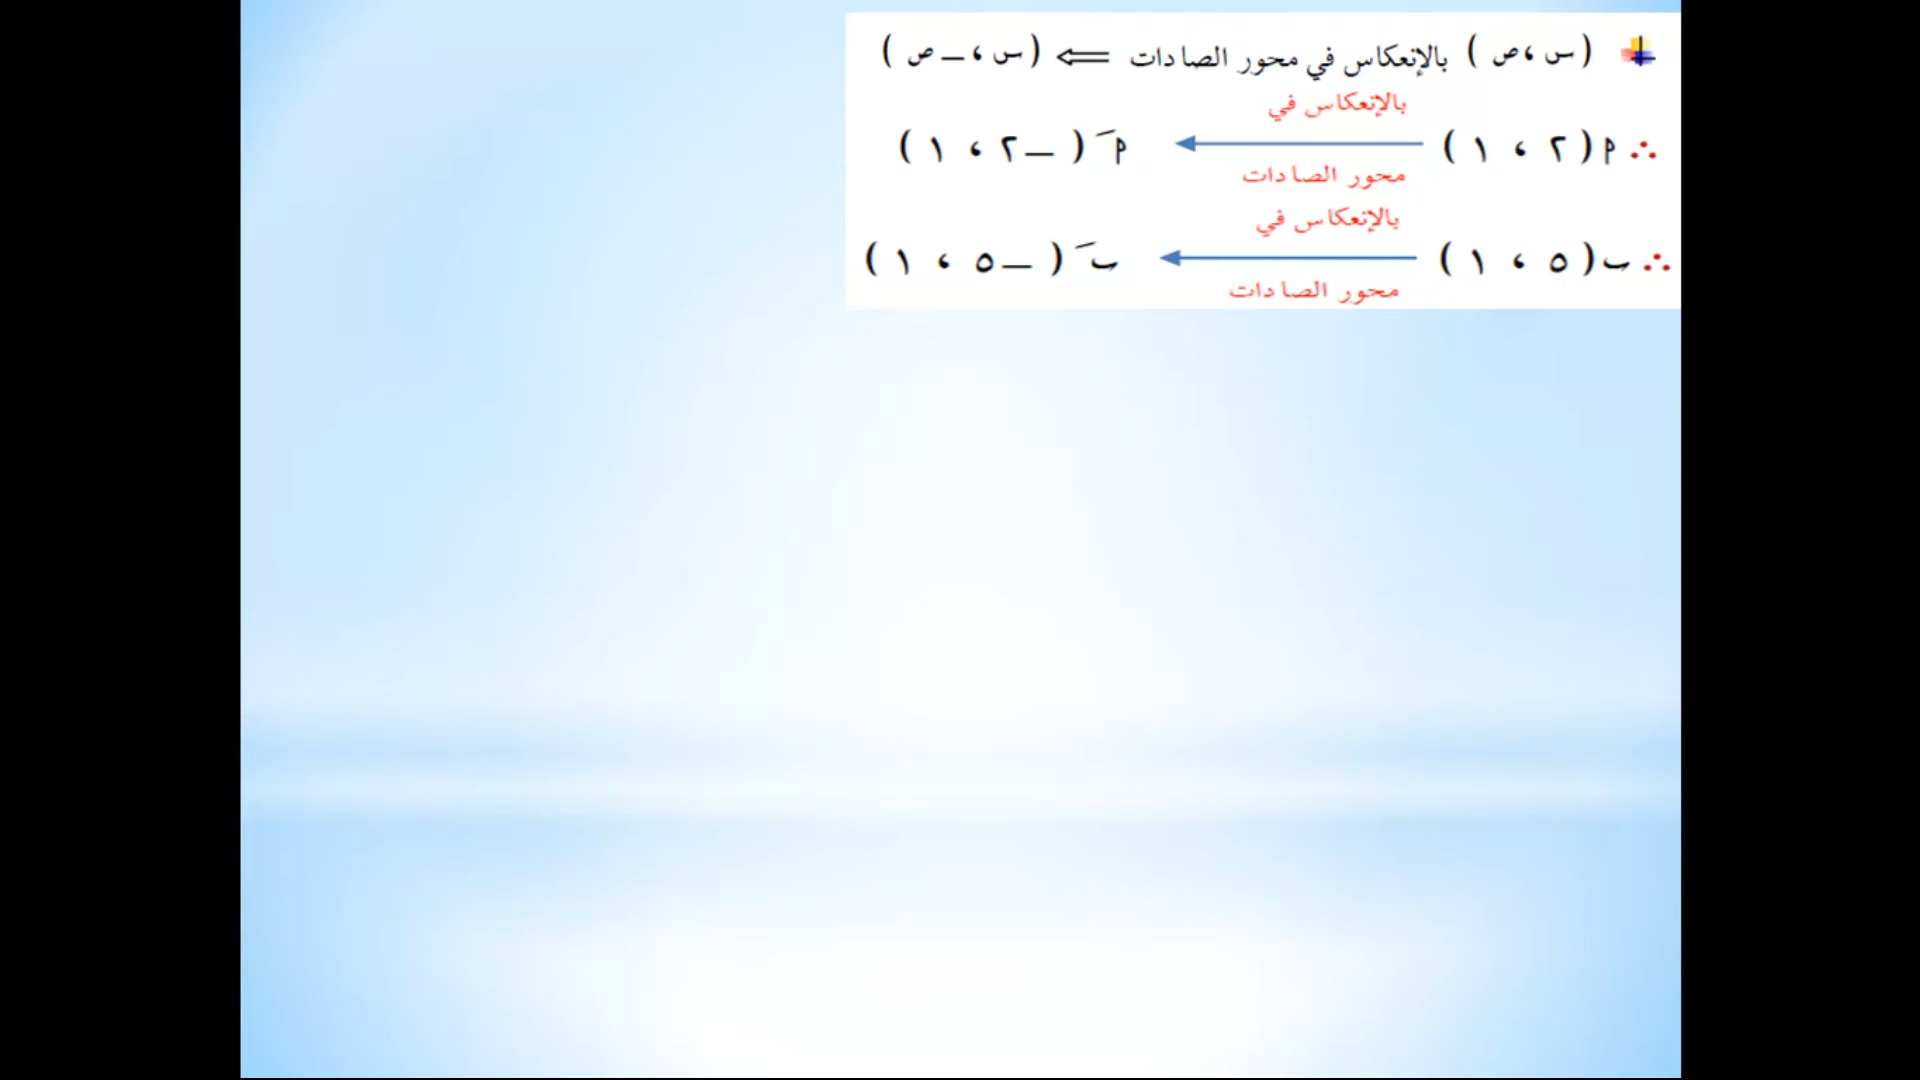 ( س ، ص ) بالإنعكاس في محور الصادات ⇐ ( س ، – ص )
بالإنعكاس في
∴ ﺍ ( ٢ ، ١ ) ← ﺍَ ( – ٢ ، ١ )
محور الصادات
بالإنعكاس في
∴ ب ( ٥ ، ١ ) ← بَ ( – ٥ ، ١ )
محور الصادات